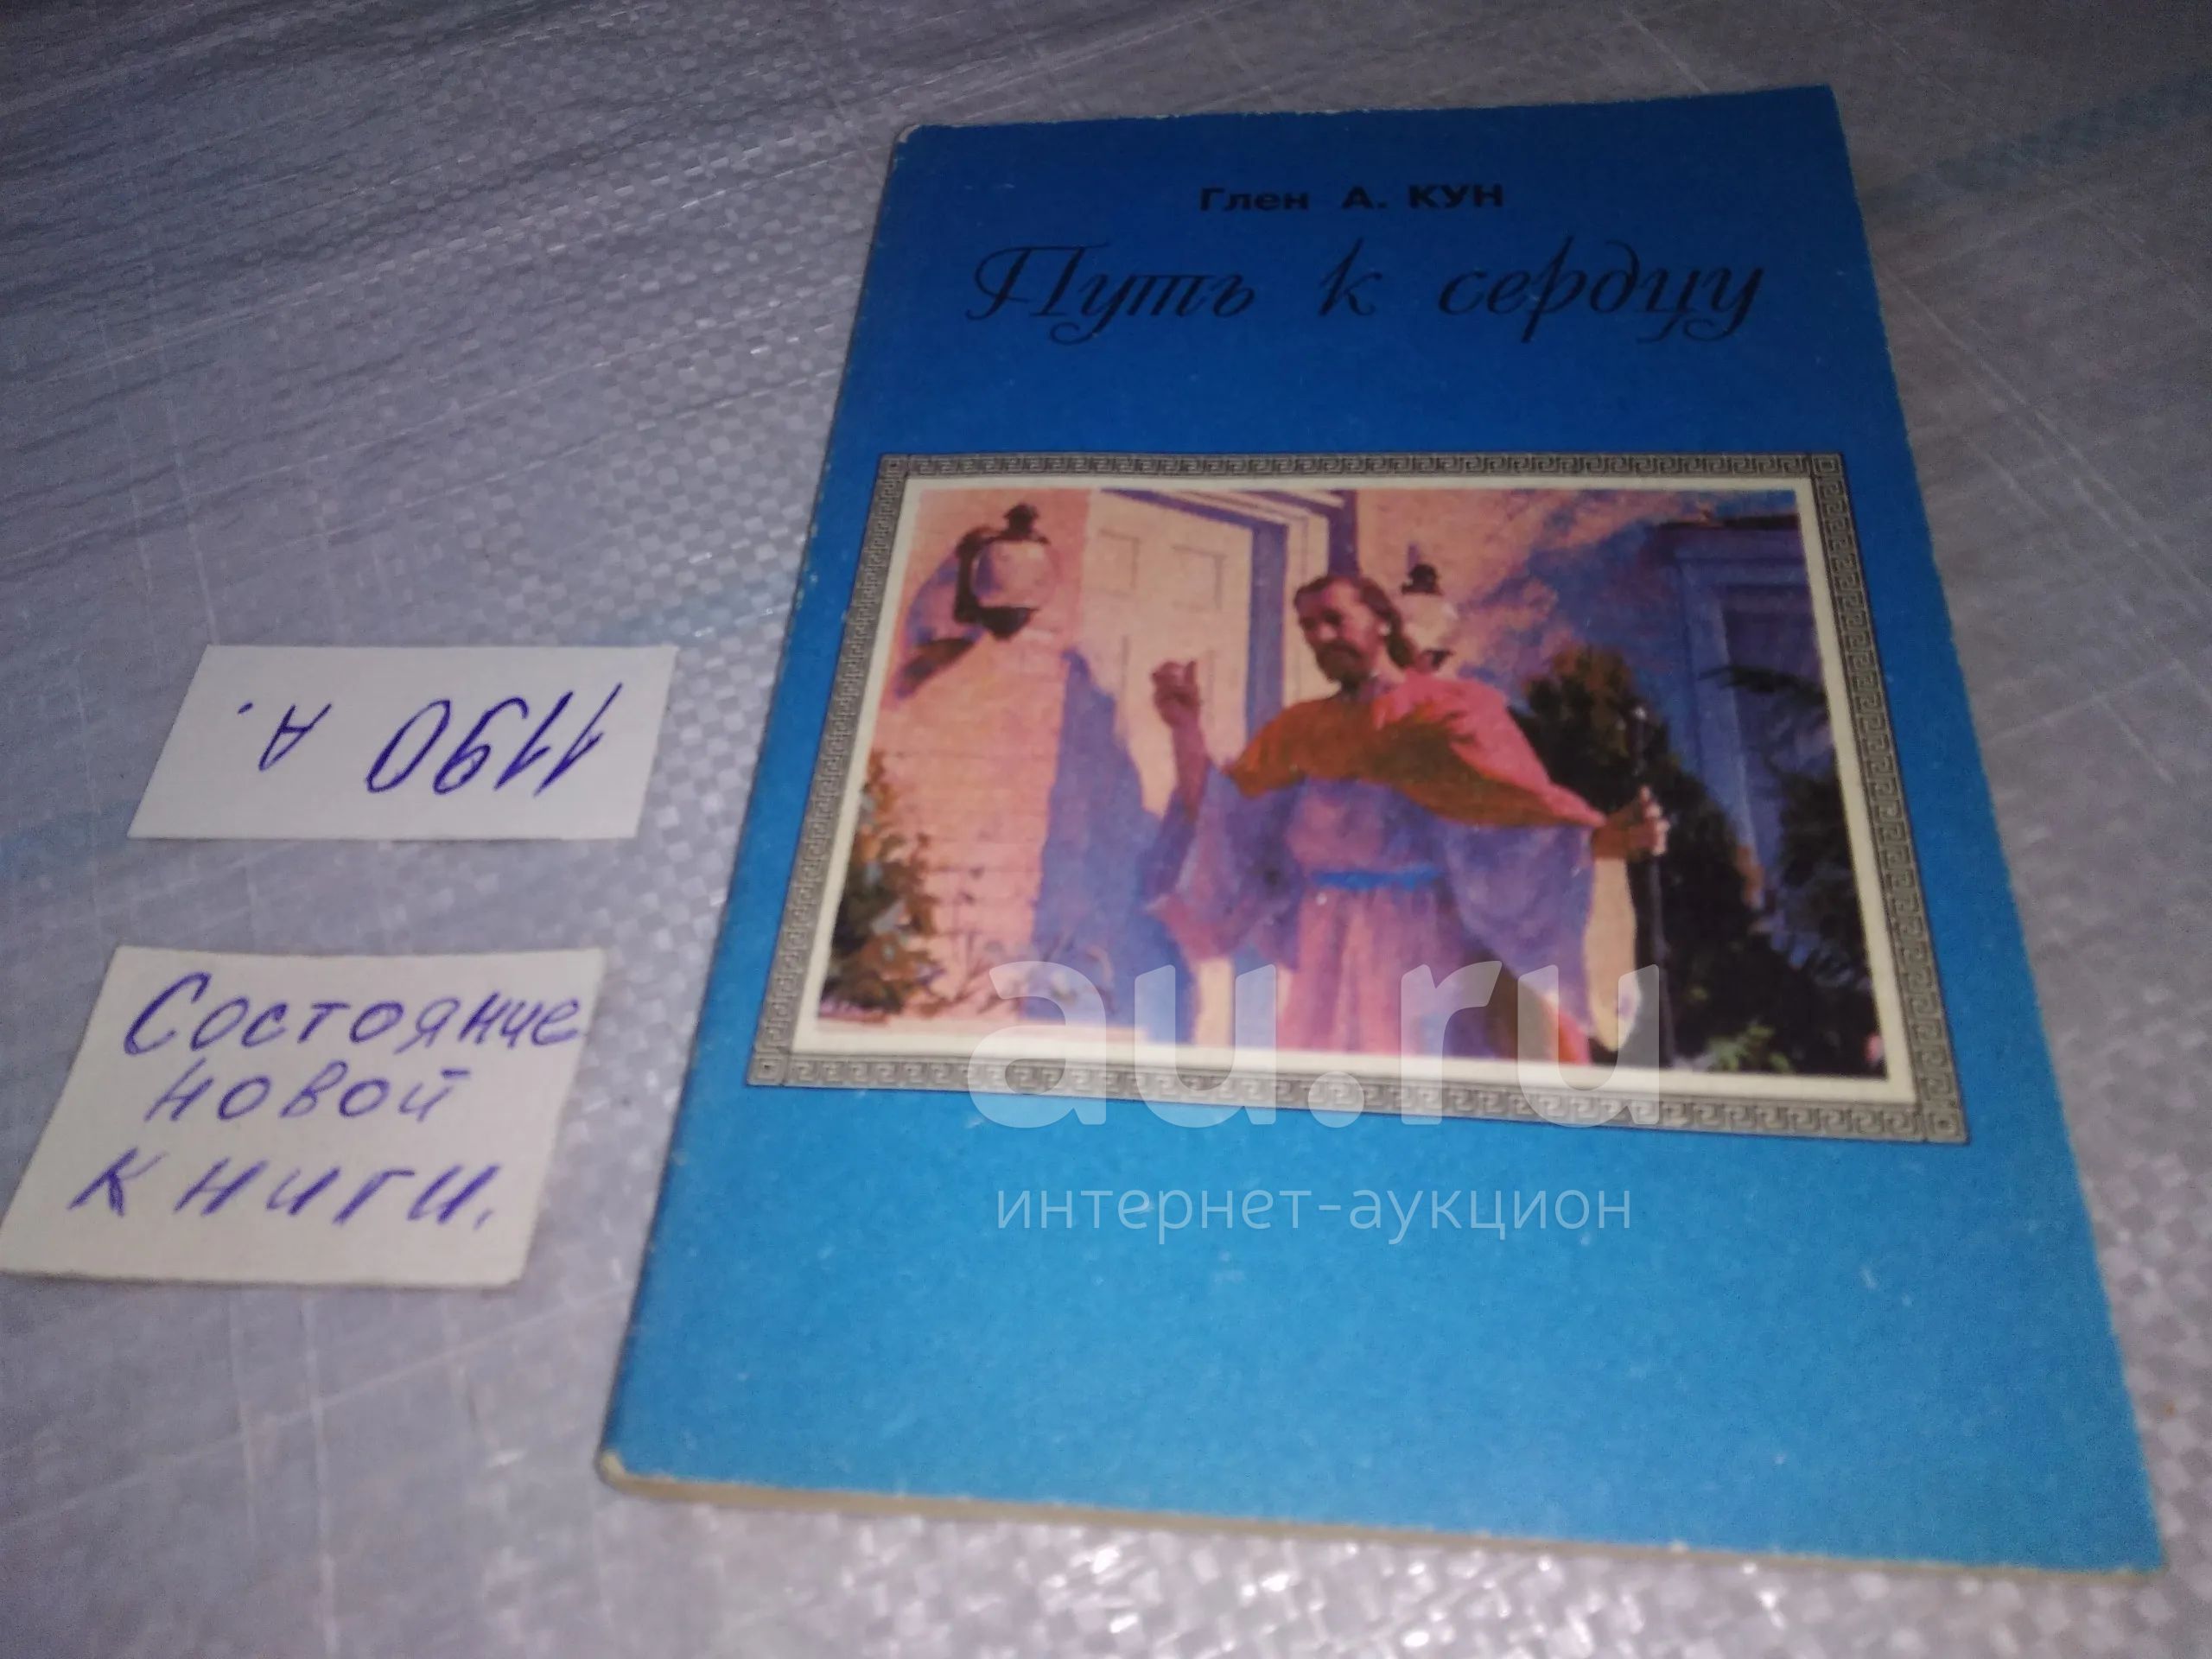 Глен А. КУН
Путь к сердцу
1190 А.
Состояние
новой
книги.
au.ru
интернет-аукцион